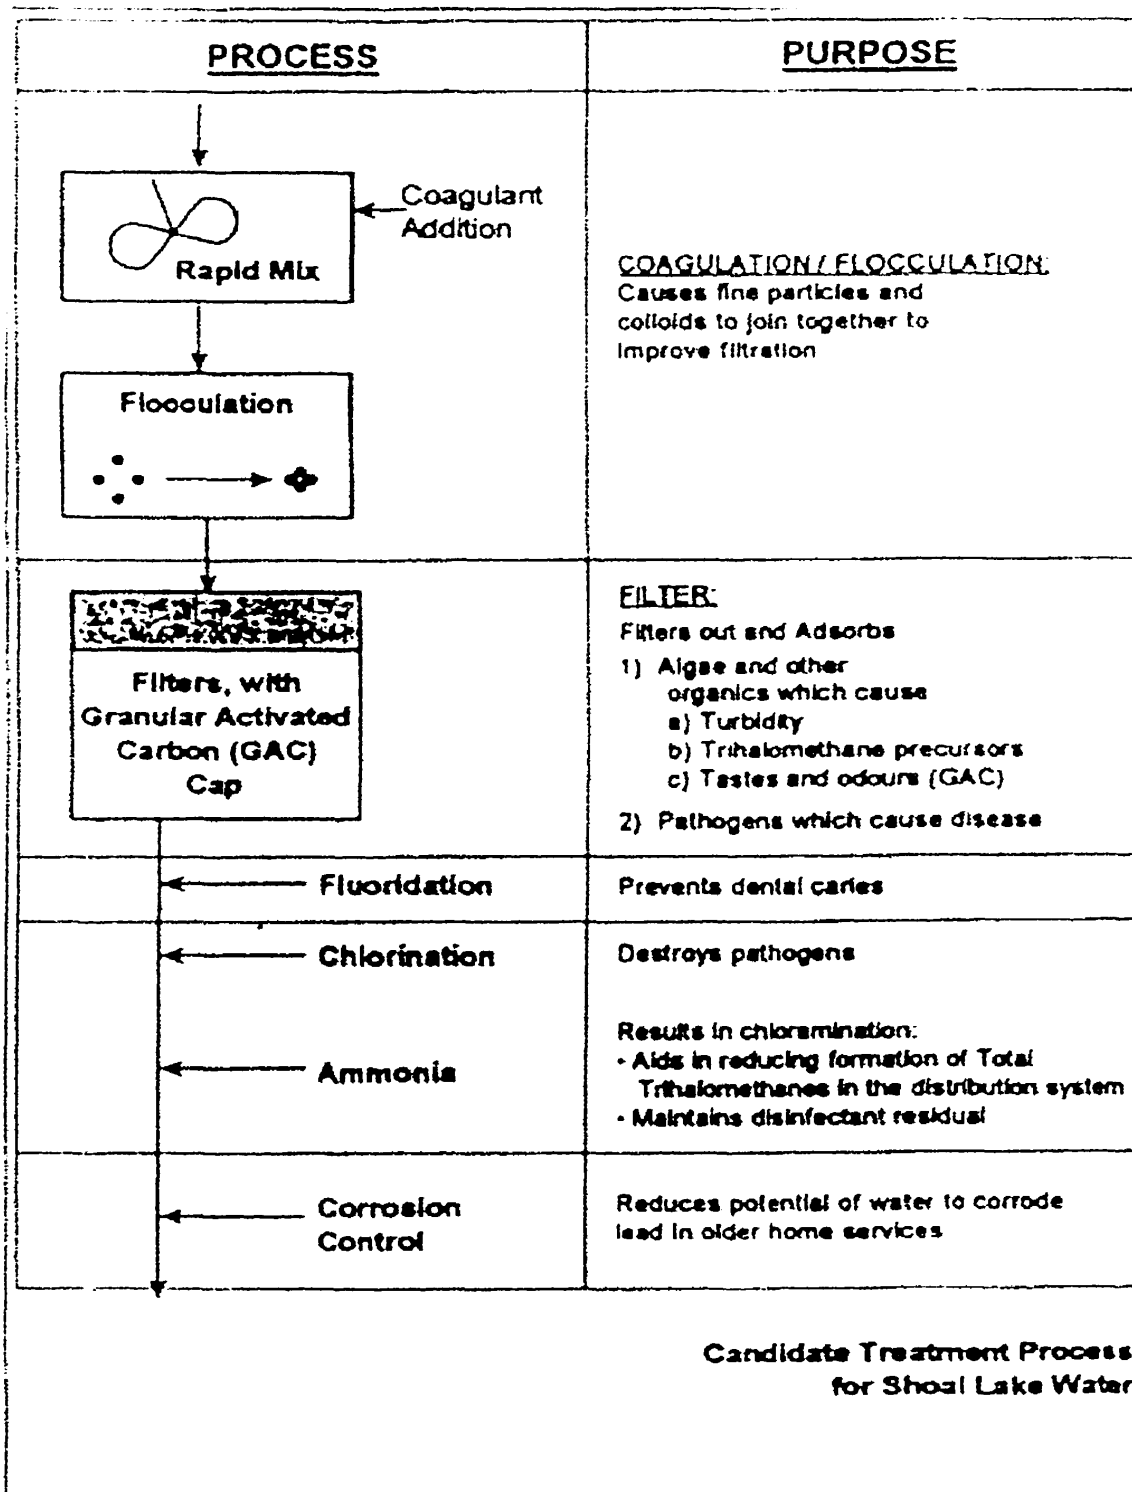 PROCESS
PURPOSE
Coagulant
Addition
Rapid Mix
COAGULATION / FLOCCULATION:
Causes fine particles and
colloids to join together to
improve filtration
Flocculation
FILTER:
Filters out and Adsorbs
1) Algae and other
organics which cause
a) Turbidity
b) Trihalomethane precursors
c) Tastes and odours (GAC)
2) Pathogens which cause disease
Filters, with
Granular Activated
Carbon (GAC)
Cap
Fluoridation
Prevents dental caries
Chlorination
Destroys pathogens
Ammonia
Results in chloramination:
- Aids in reducing formation of Total
Trihalomethanes in the distribution system
- Maintains disinfectant residual
Corrosion
Control
Reduces potential of water to corrode
lead in older home services
Candidate Treatment Process
for Shoal Lake Water